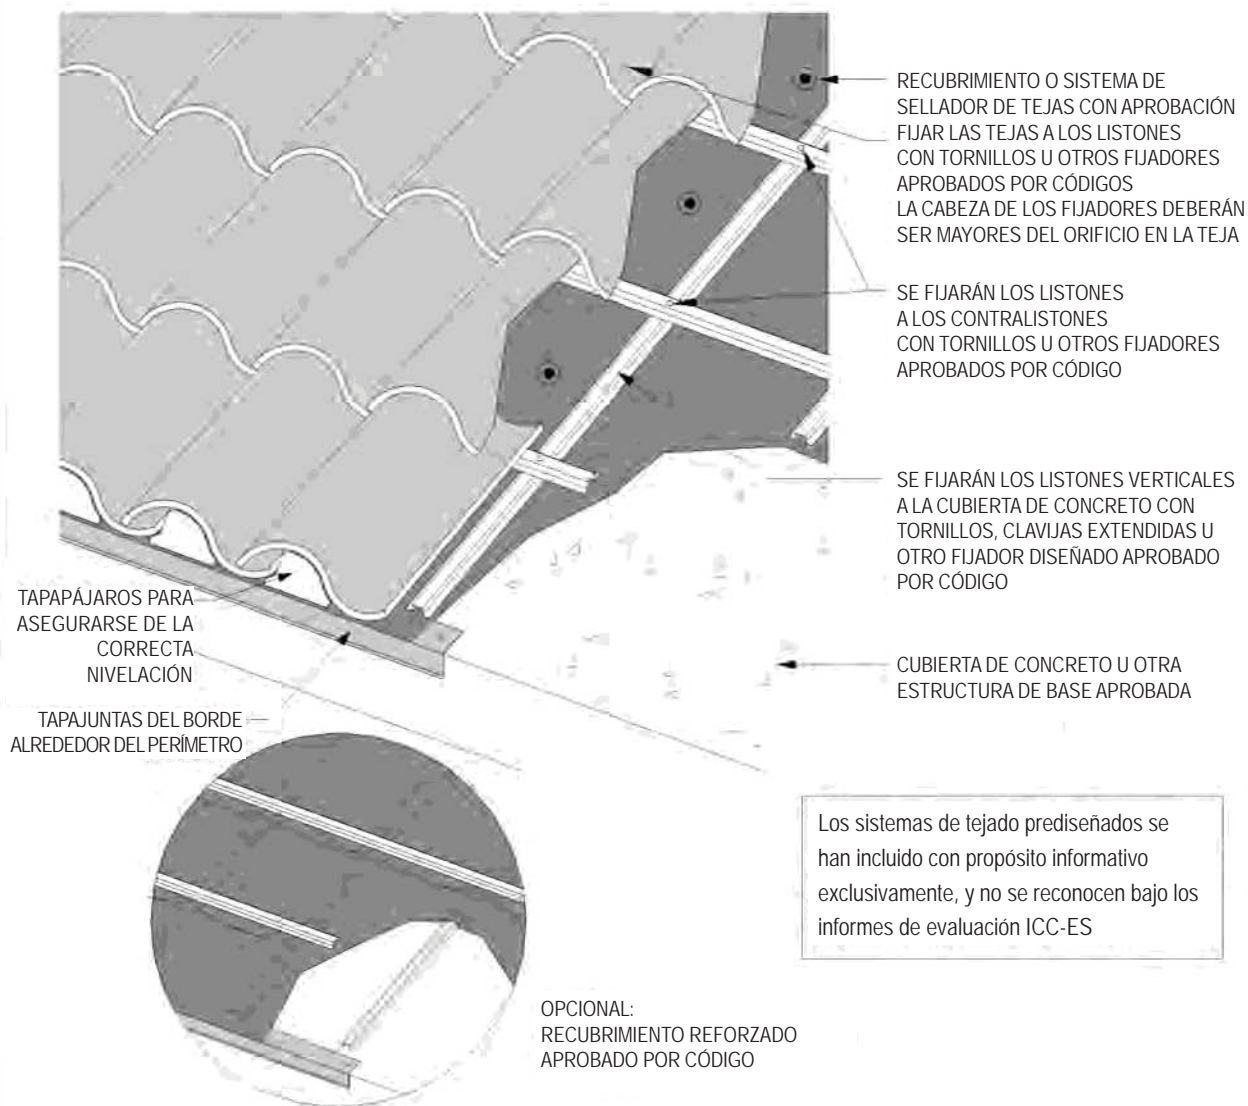 RECUBRIMIENTO O SISTEMA DE
SELLADOR DE TEJAS CON APROBACIÓN
FIJAR LAS TEJAS A LOS LISTONES
CON TORNILLOS U OTROS FIJADORES
APROBADOS POR CÓDIGOS
LA CABEZA DE LOS FIJADORES DEBERÁN
SER MAYORES DEL ORIFICIO EN LA TEJA
SE FIJARÁN LOS LISTONES
A LOS CONTRALISTONES
CON TORNILLOS U OTROS FIJADORES
APROBADOS POR CÓDIGO
SE FIJARÁN LOS LISTONES VERTICALES
A LA CUBIERTA DE CONCRETO CON
TORNILLOS, CLAVIJAS EXTENDIDAS U
OTRO FIJADOR DISEÑADO APROBADO
POR CÓDIGO
TAPAPÁJAROS PARA
ASEGURARSE DE LA
CORRECTA
NIVELACIÓN
CUBIERTA DE CONCRETO U OTRA
ESTRUCTURA DE BASE APROBADA
TAPAJUNTAS DEL BORDE
ALREDEDOR DEL PERÍMETRO
Los sistemas de tejado prediseñados se
han incluido con propósito informativo
exclusivamente, y no se reconocen bajo los
informes de evaluación ICC-ES
OPCIONAL:
RECUBRIMIENTO REFORZADO
APROBADO POR CÓDIGO